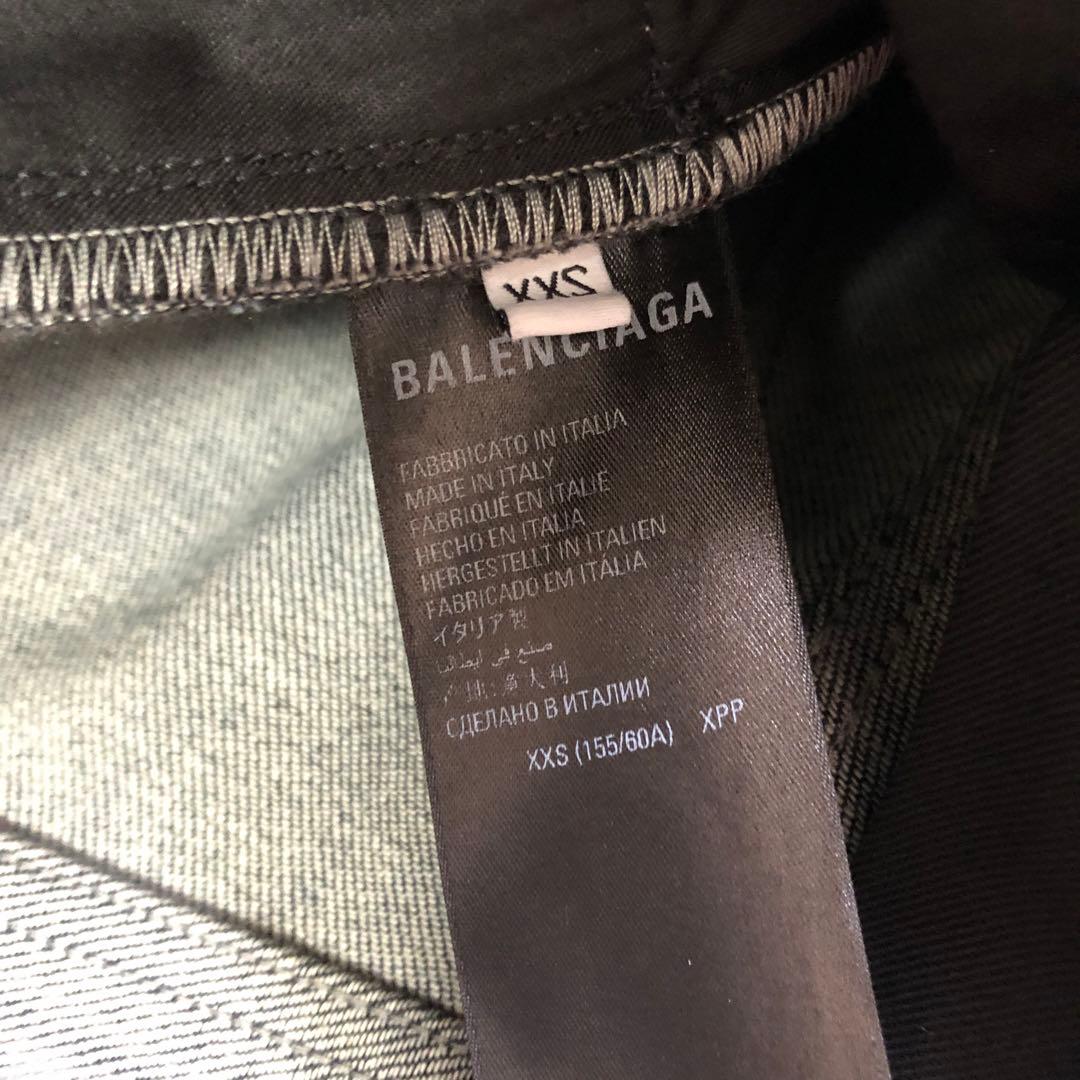 XXS
BALENCIAGA
FABBRICATO IN ITALIA
MADE IN ITALY
FABRIQUÉ EN ITALIE
HECHO EN ITALIA
HERGESTELLT IN ITALIEN
FABRICADO EM ITÁLIA
イタリア製
صنع في ايطاليا
产地:意大利
СДЕЛАНО В ИТАЛИИ
XXS (155/60A) XPP